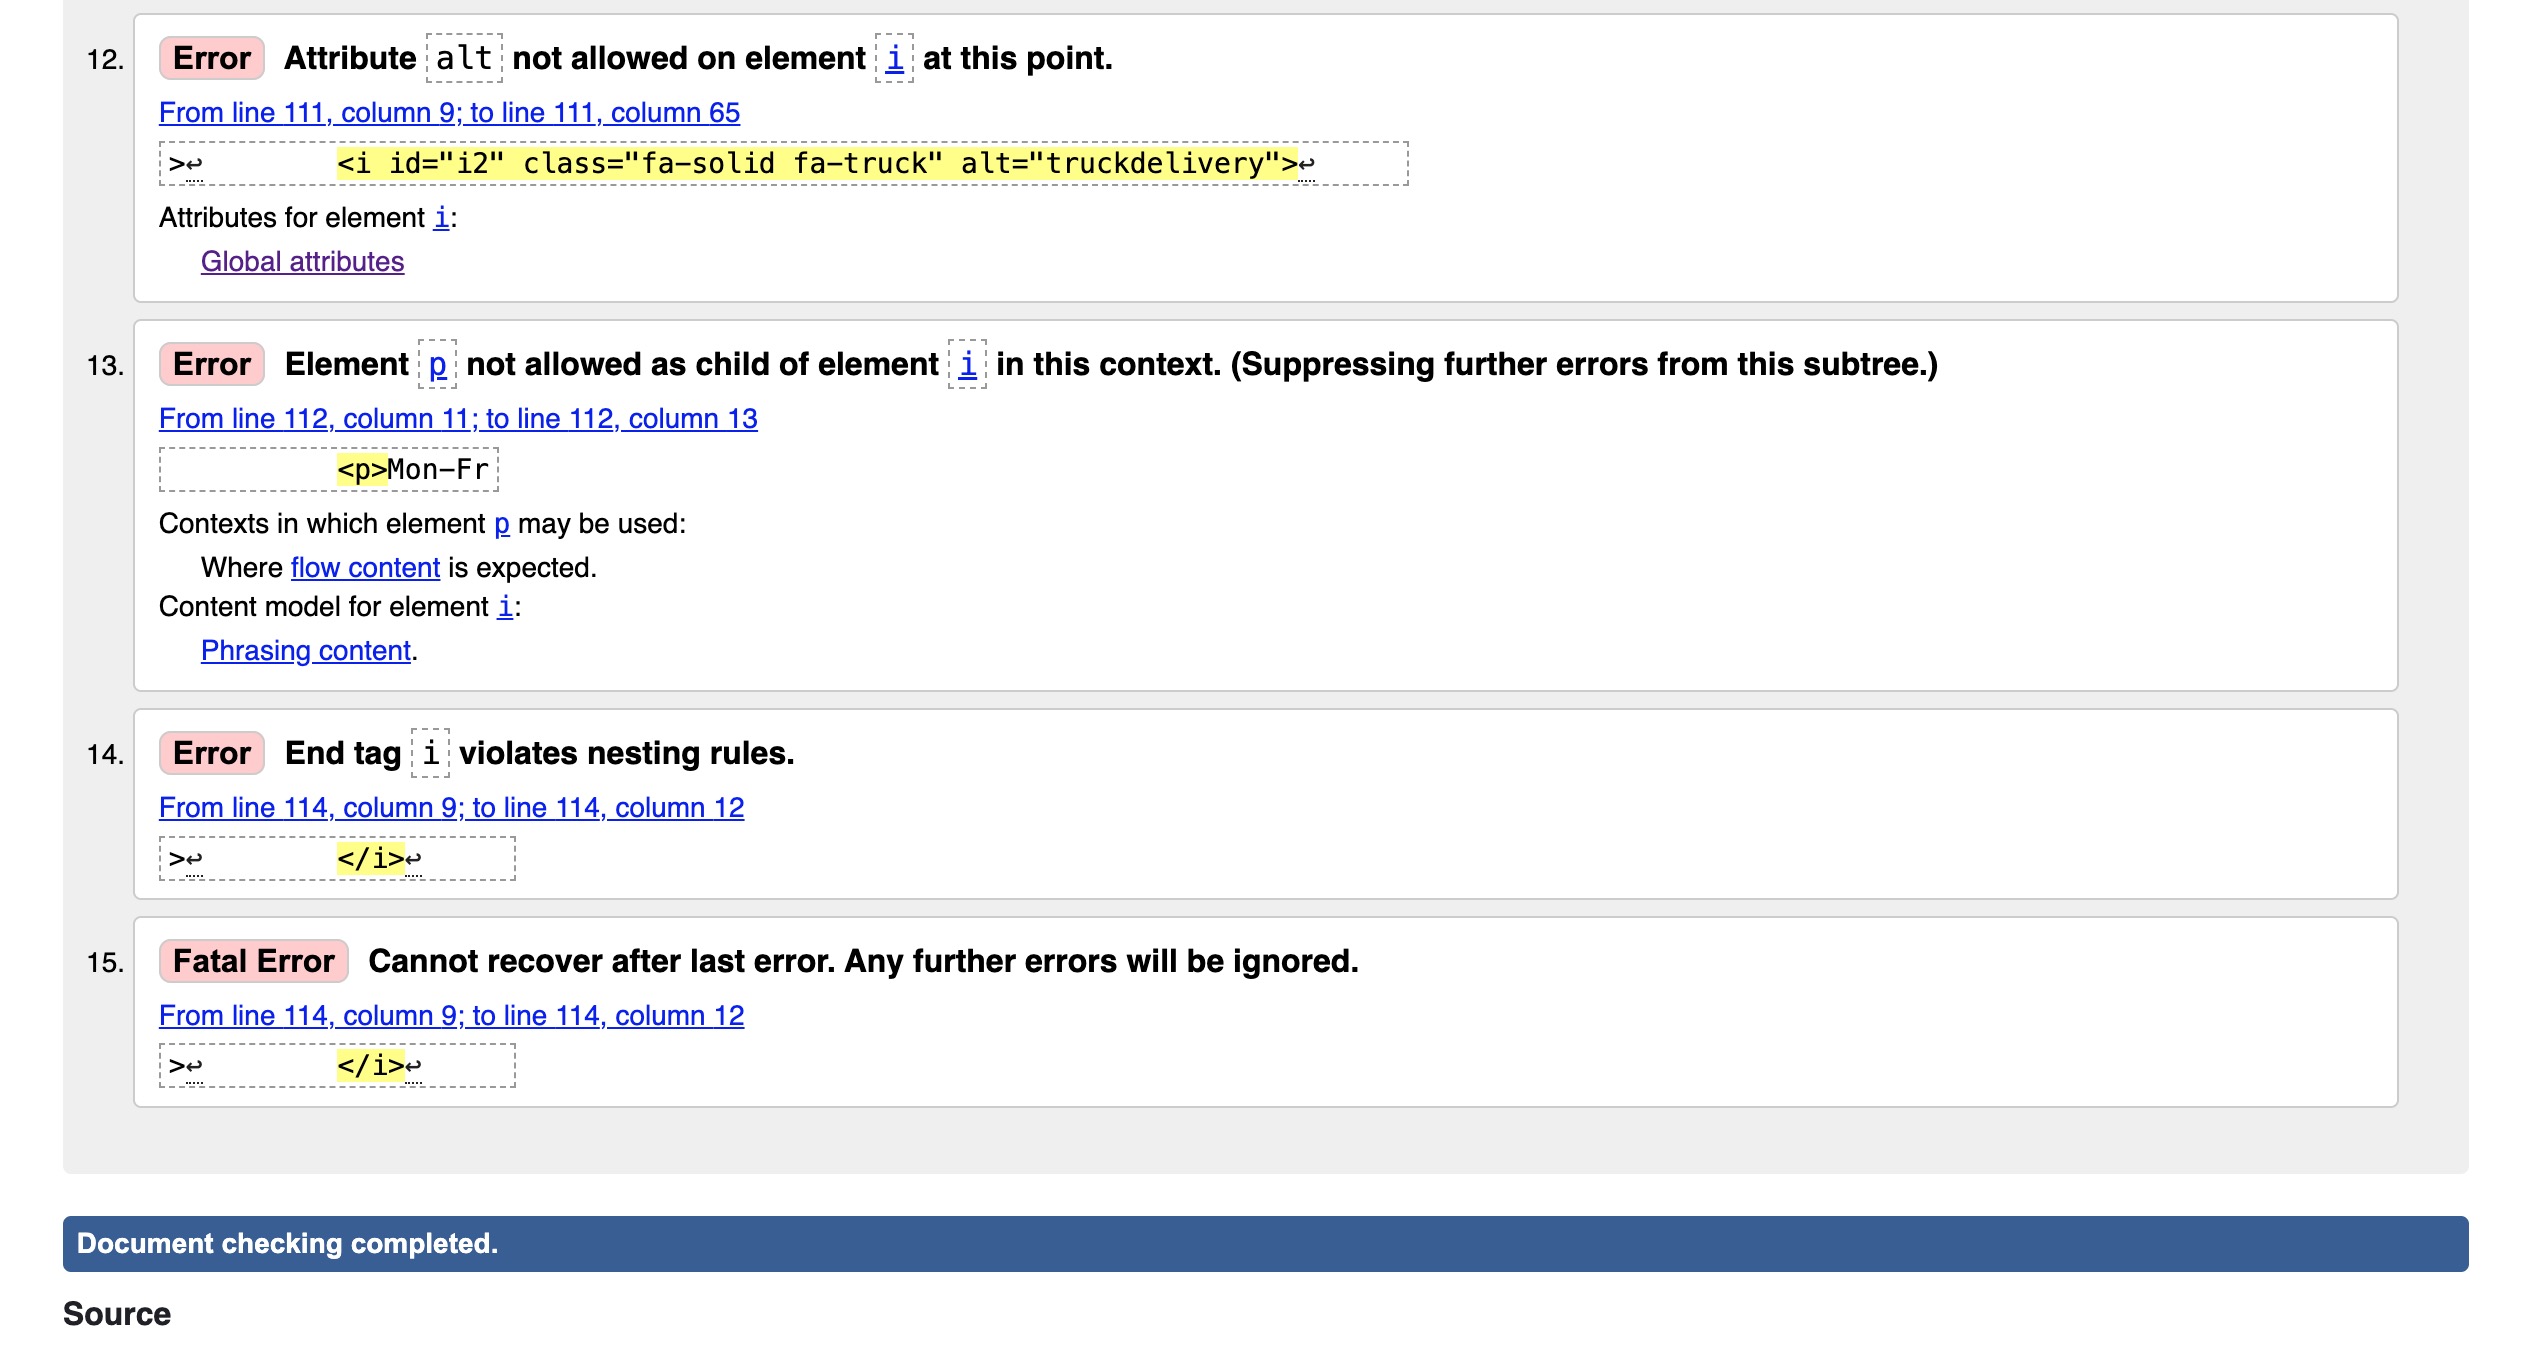 12. Error Attribute alt not allowed on element i at this point.
From line 111, column 9; to line 111, column 65
>↩ <i id="i2" class="fa-solid fa-truck" alt="truckdelivery">↩
Attributes for element i:
Global attributes
13. Error Element p not allowed as child of element i in this context. (Suppressing further errors from this subtree.)
From line 112, column 11; to line 112, column 13
<p>Mon-Fr
Contexts in which element p may be used:
Where flow content is expected.
Content model for element i:
Phrasing content.
14. Error End tag i violates nesting rules.
From line 114, column 9; to line 114, column 12
>↩ </i>↩
15. Fatal Error Cannot recover after last error. Any further errors will be ignored.
From line 114, column 9; to line 114, column 12
>↩ </i>↩
Document checking completed.
Source